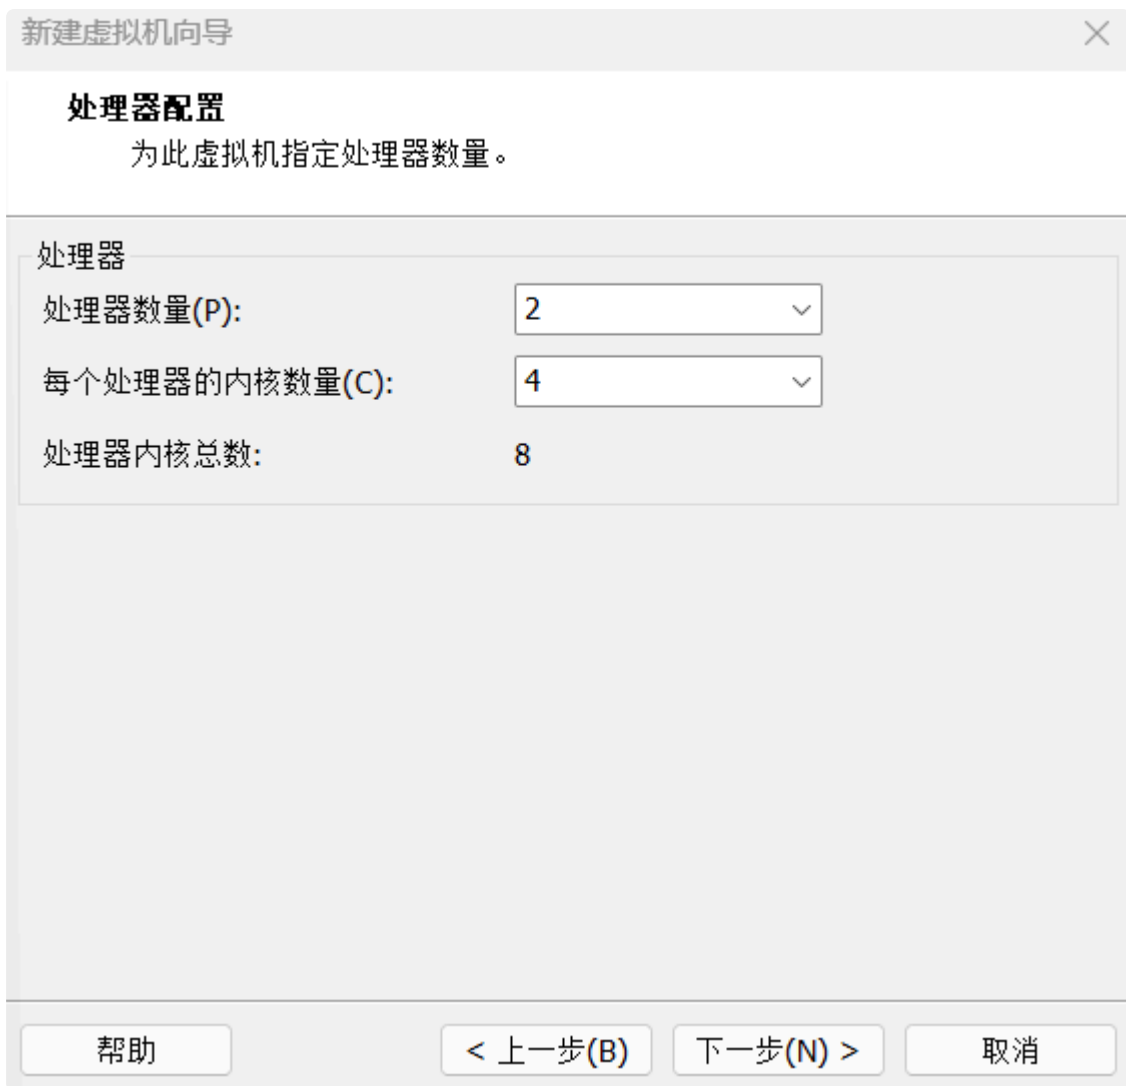 新建虚拟机向导
处理器配置
为此虚拟机指定处理器数量。
处理器
处理器数量(P): 2
每个处理器的内核数量(C): 4
处理器内核总数: 8
帮助 < 上一步(B) 下一步(N) > 取消